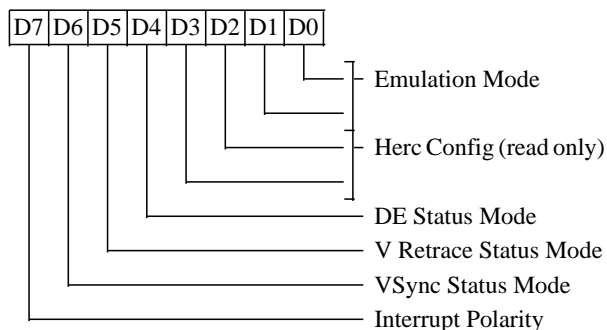 D7 D6 D5 D4 D3 D2 D1 D0
Emulation Mode
Herc Config (read only)
DE Status Mode
V Retrace Status Mode
VSync Status Mode
Interrupt Polarity